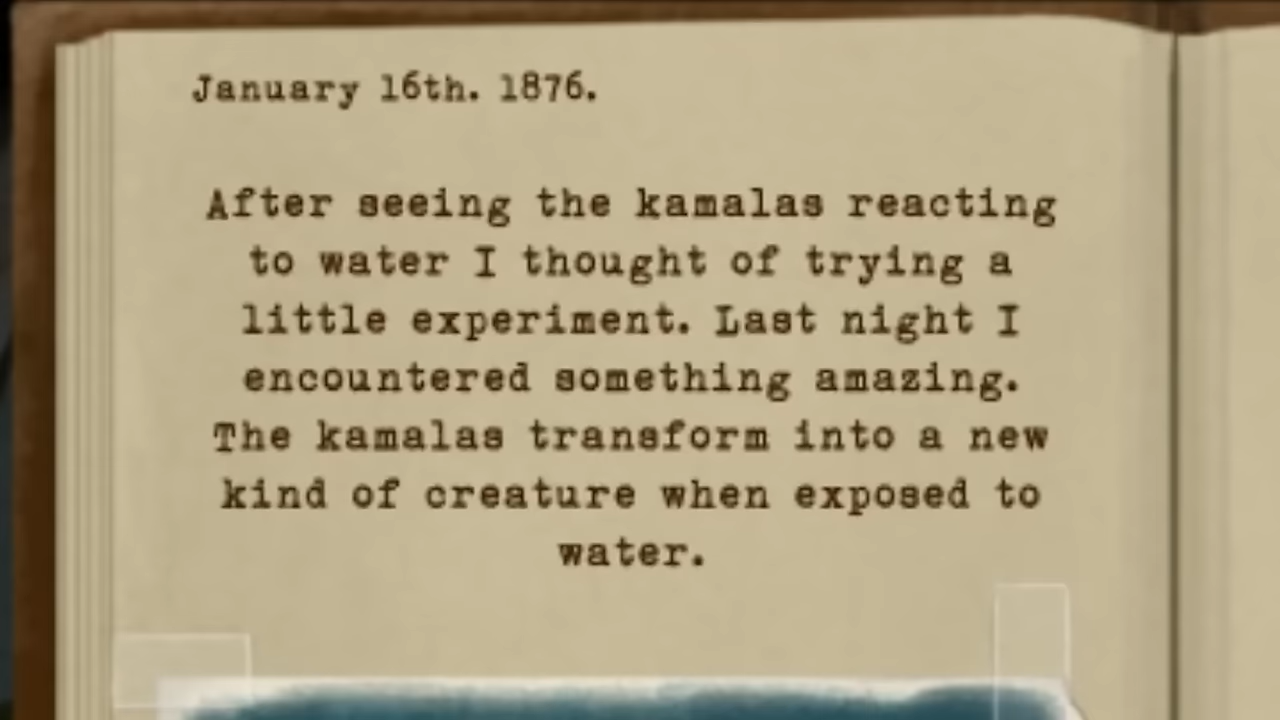 January 16th. 1876.
After seeing the kamalas reacting
to water I thought of trying a
little experiment. Last night I
encountered something amazing.
The kamalas transform into a new
kind of creature when exposed to
water.